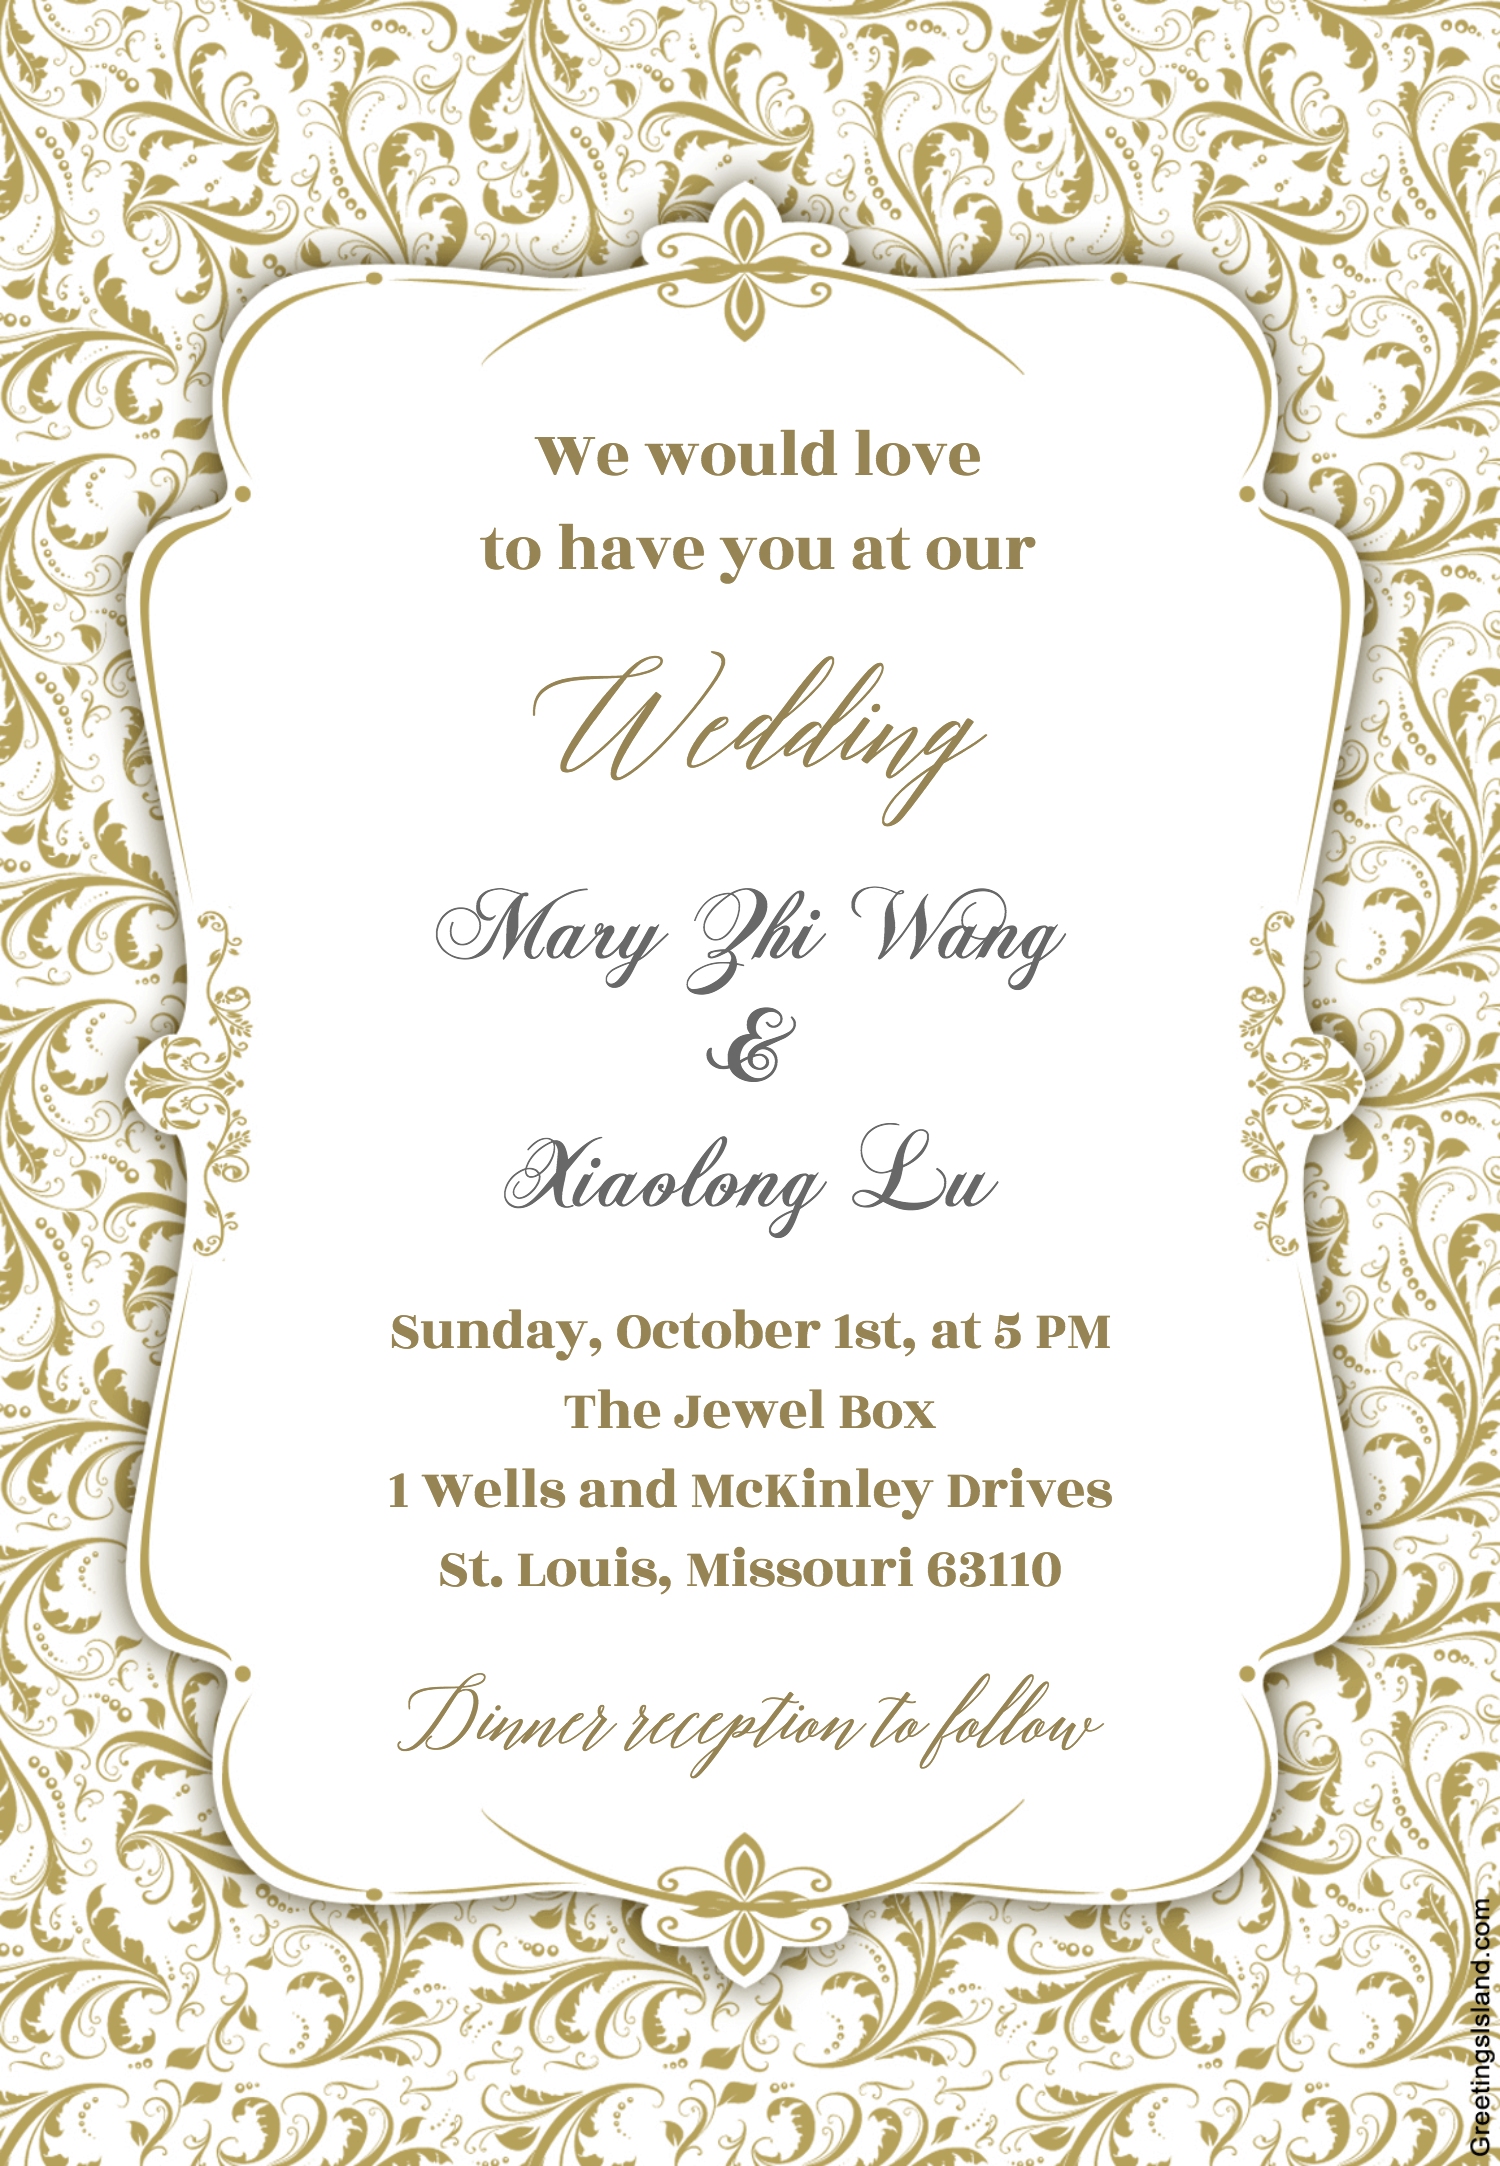 We would love
to have you at our
Wedding
Mary Zhi Wang
&
Xiaolong Lu
Sunday, October 1st, at 5 PM
The Jewel Box
1 Wells and McKinley Drives
St. Louis, Missouri 63110
Dinner reception to follow
GreetingsIsland.com